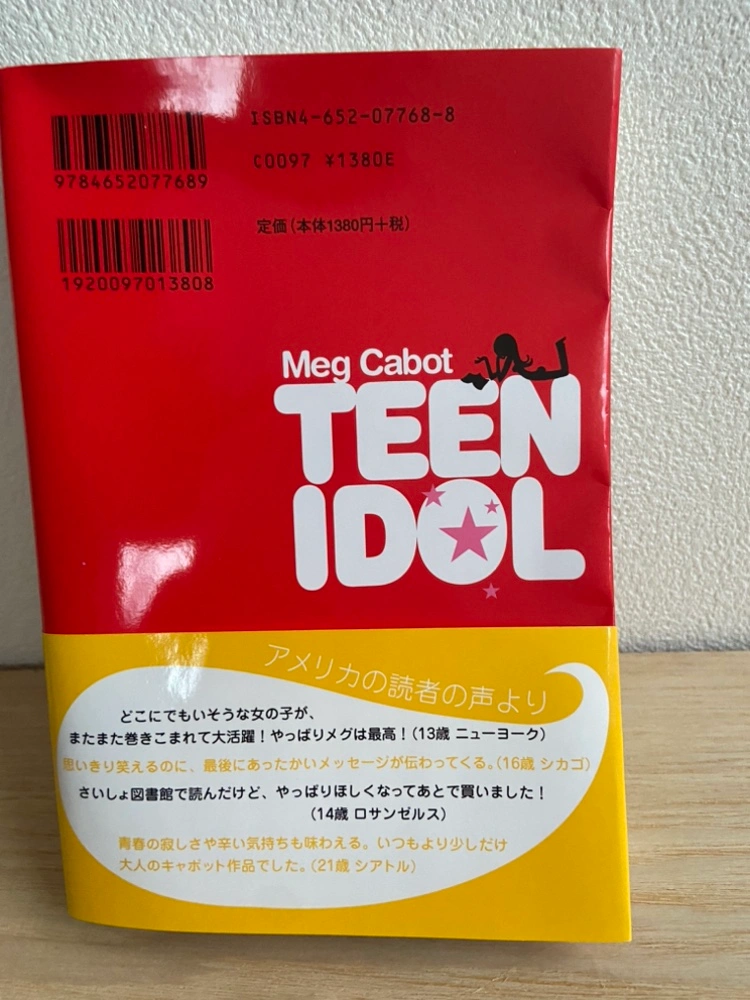 ISBN4-652-07768-8
9784652077689
C0097 ¥1380E
定価(本体1380円+税)
1920097013808
Meg Cabot
TEEN
IDOL
アメリカの読者の声より
どこにでもいそうな女の子が、
またまた巻きこまれて大活躍!やっぱりメグは最高!(13歳 ニューヨーク)
思いきり笑えるのに、最後にあったかいメッセージが伝わってくる。(16歳 シカゴ)
さいしょ図書館で読んだけど、やっぱりほしくなってあとで買いました!
(14歳 ロサンゼルス)
青春の寂しさや辛い気持ちも味わえる。いつもより少しだけ
大人のキャボット作品でした。(21歳 シアトル)